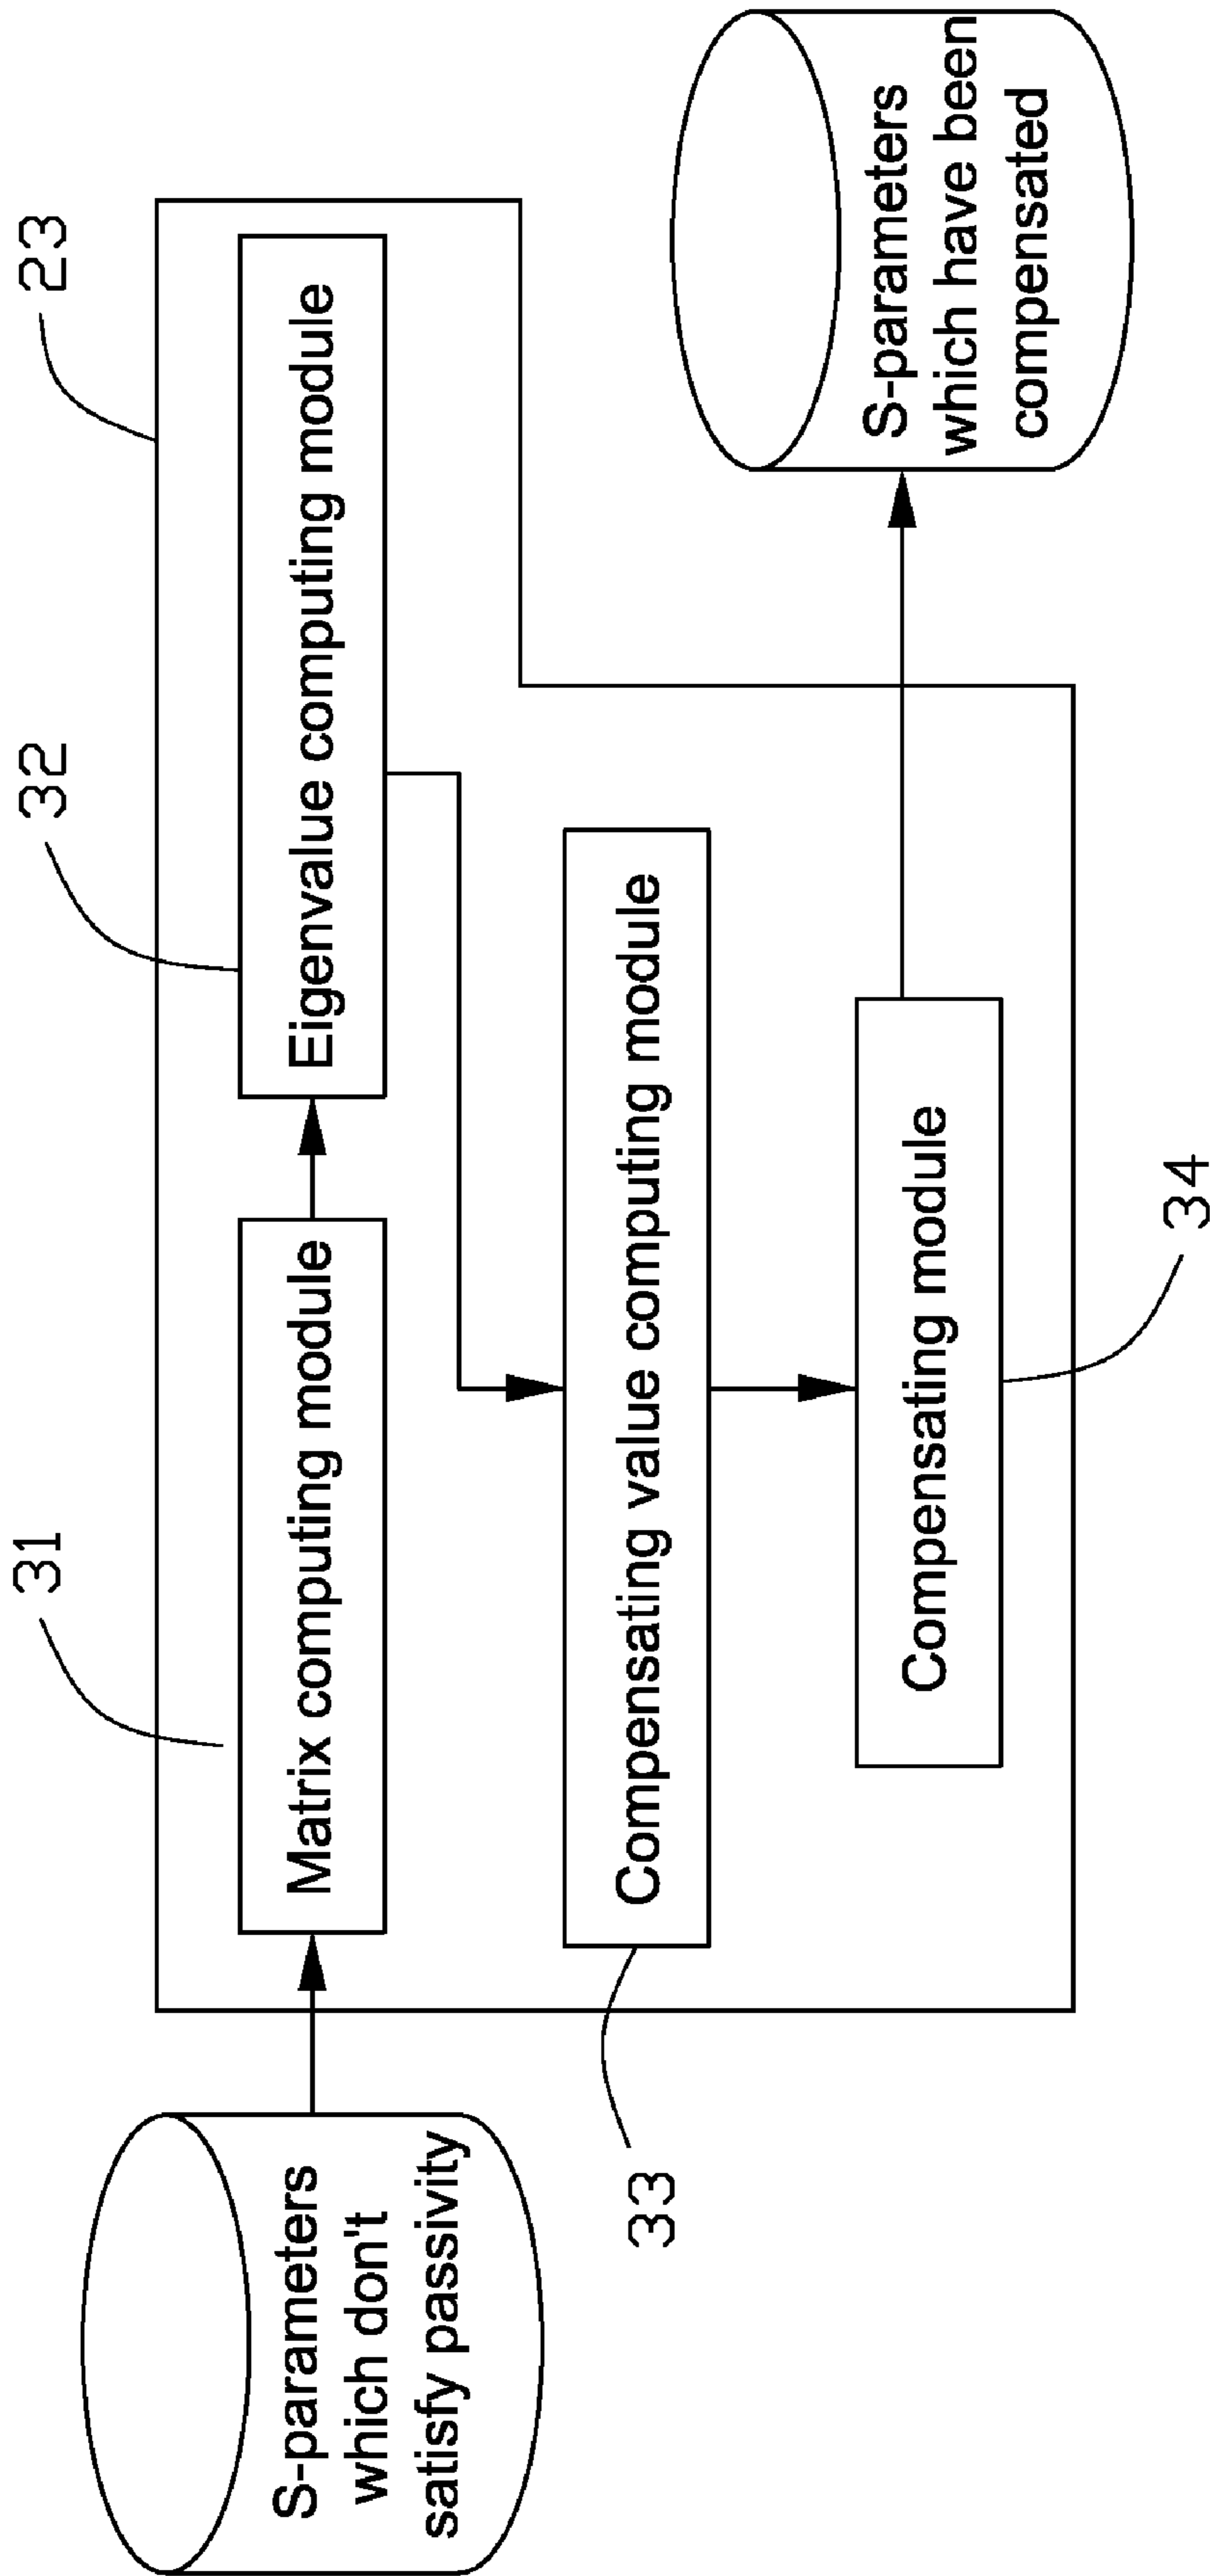 31
32
23
S-parameters
which don't
satisfy passivity
Matrix computing module
Eigenvalue computing module
33
Compensating value computing module
Compensating module
34
S-parameters
which have been
compensated